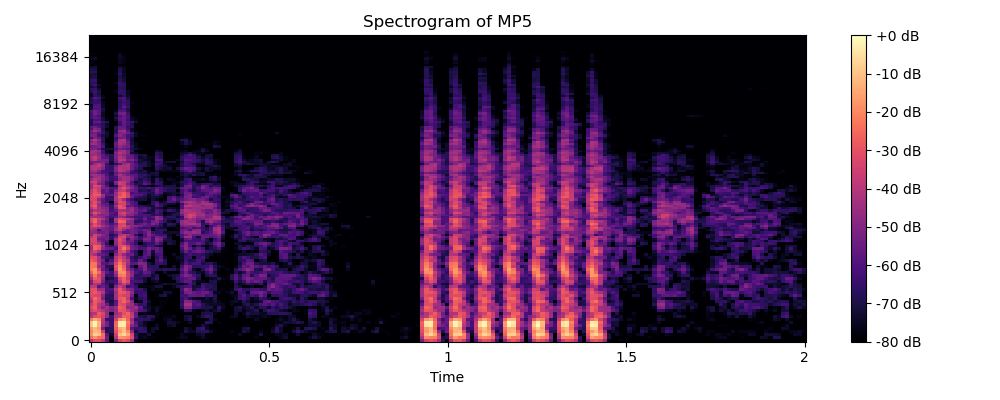 Spectrogram of MP5
Hz
16384
8192
4096
2048
1024
512
0
0
0.5
1
1.5
2
Time
+0 dB
-10 dB
-20 dB
-30 dB
-40 dB
-50 dB
-60 dB
-70 dB
-80 dB